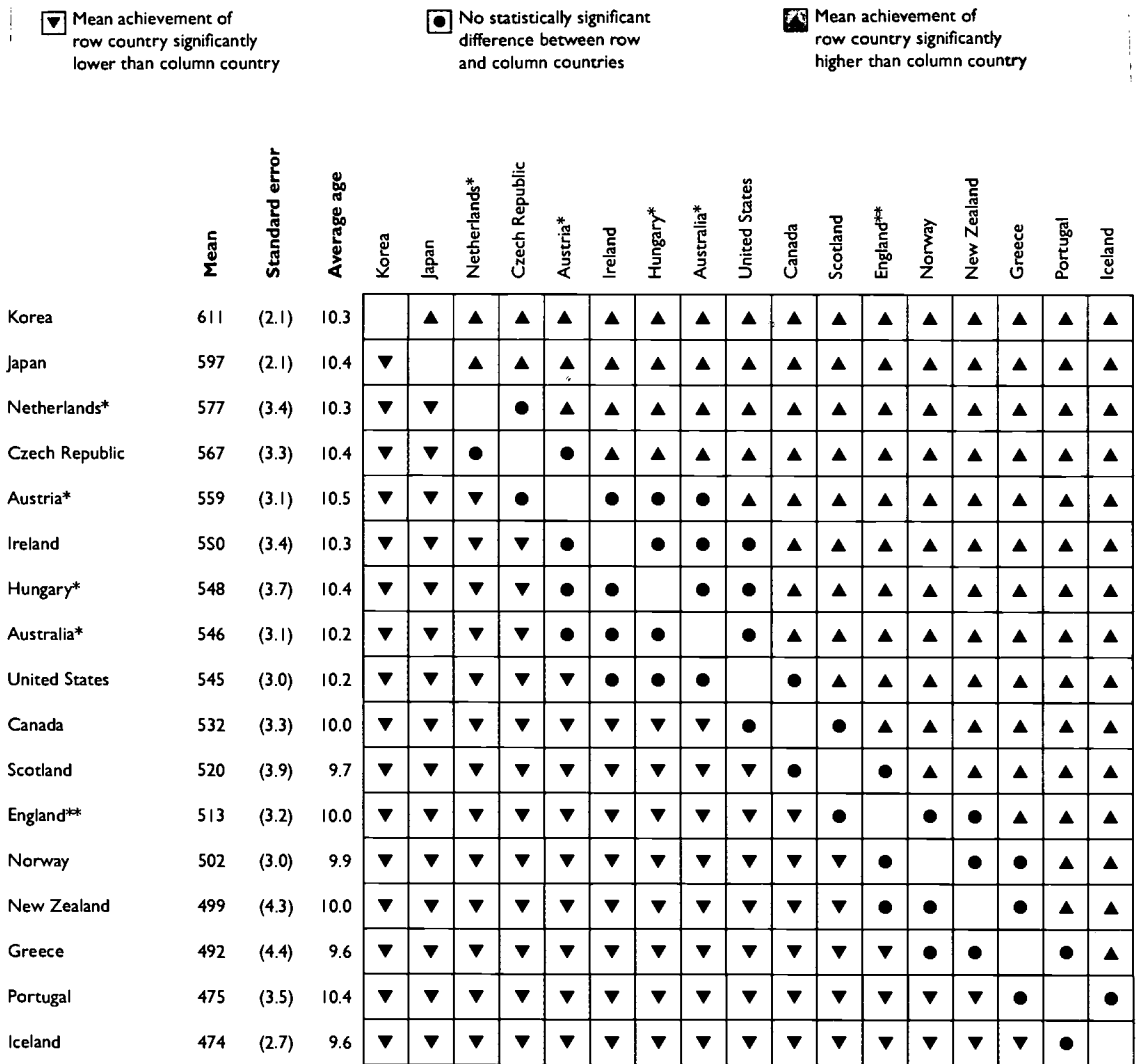 ▼ Mean achievement of
row country significantly
lower than column country
● No statistically significant
difference between row
and column countries
▲ Mean achievement of
row country significantly
higher than column country
Mean Standard error Average age Korea Japan Netherlands* Czech Republic Austria* Ireland Hungary* Australia* United States Canada Scotland England** Norway New Zealand Greece Portugal Iceland
Korea 611 (2.1) 10.3 ▲ ▲ ▲ ▲ ▲ ▲ ▲ ▲ ▲ ▲ ▲ ▲ ▲ ▲ ▲ ▲
Japan 597 (2.1) 10.4 ▼ ▲ ▲ ▲ ▲ ▲ ▲ ▲ ▲ ▲ ▲ ▲ ▲ ▲ ▲ ▲
Netherlands* 577 (3.4) 10.3 ▼ ▼ ● ▲ ▲ ▲ ▲ ▲ ▲ ▲ ▲ ▲ ▲ ▲ ▲ ▲
Czech Republic 567 (3.3) 10.4 ▼ ▼ ● ● ▲ ▲ ▲ ▲ ▲ ▲ ▲ ▲ ▲ ▲ ▲ ▲
Austria* 559 (3.1) 10.5 ▼ ▼ ▼ ● ● ● ● ▲ ▲ ▲ ▲ ▲ ▲ ▲ ▲ ▲
Ireland 550 (3.4) 10.3 ▼ ▼ ▼ ▼ ● ● ● ● ▲ ▲ ▲ ▲ ▲ ▲ ▲ ▲
Hungary* 548 (3.7) 10.4 ▼ ▼ ▼ ▼ ● ● ● ● ▲ ▲ ▲ ▲ ▲ ▲ ▲ ▲
Australia* 546 (3.1) 10.2 ▼ ▼ ▼ ▼ ● ● ● ● ▲ ▲ ▲ ▲ ▲ ▲ ▲ ▲
United States 545 (3.0) 10.2 ▼ ▼ ▼ ▼ ▼ ● ● ● ● ▲ ▲ ▲ ▲ ▲ ▲ ▲
Canada 532 (3.3) 10.0 ▼ ▼ ▼ ▼ ▼ ▼ ▼ ▼ ● ● ▲ ▲ ▲ ▲ ▲ ▲
Scotland 520 (3.9) 9.7 ▼ ▼ ▼ ▼ ▼ ▼ ▼ ▼ ▼ ● ● ▲ ▲ ▲ ▲ ▲
England** 513 (3.2) 10.0 ▼ ▼ ▼ ▼ ▼ ▼ ▼ ▼ ▼ ▼ ● ● ● ▲ ▲ ▲
Norway 502 (3.0) 9.9 ▼ ▼ ▼ ▼ ▼ ▼ ▼ ▼ ▼ ▼ ▼ ● ● ● ▲ ▲
New Zealand 499 (4.3) 10.0 ▼ ▼ ▼ ▼ ▼ ▼ ▼ ▼ ▼ ▼ ▼ ● ● ● ▲ ▲
Greece 492 (4.4) 9.6 ▼ ▼ ▼ ▼ ▼ ▼ ▼ ▼ ▼ ▼ ▼ ▼ ● ● ● ▲
Portugal 475 (3.5) 10.4 ▼ ▼ ▼ ▼ ▼ ▼ ▼ ▼ ▼ ▼ ▼ ▼ ▼ ▼ ● ●
Iceland 474 (2.7) 9.6 ▼ ▼ ▼ ▼ ▼ ▼ ▼ ▼ ▼ ▼ ▼ ▼ ▼ ▼ ▼ ●